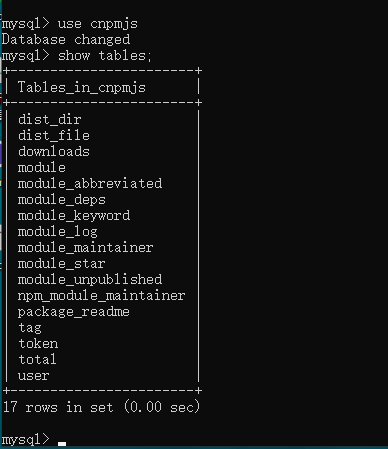 mysql> use cnpmjs
Database changed
mysql> show tables;
+----------------------+
| Tables_in_cnpmjs |
+----------------------+
| dist_dir |
| dist_file |
| downloads |
| module |
| module_abbreviated |
| module_deps |
| module_keyword |
| module_log |
| module_maintainer |
| module_star |
| module_unpublished |
| npm_module_maintainer |
| package_readme |
| tag |
| token |
| total |
| user |
+----------------------+
17 rows in set (0.00 sec)
mysql>